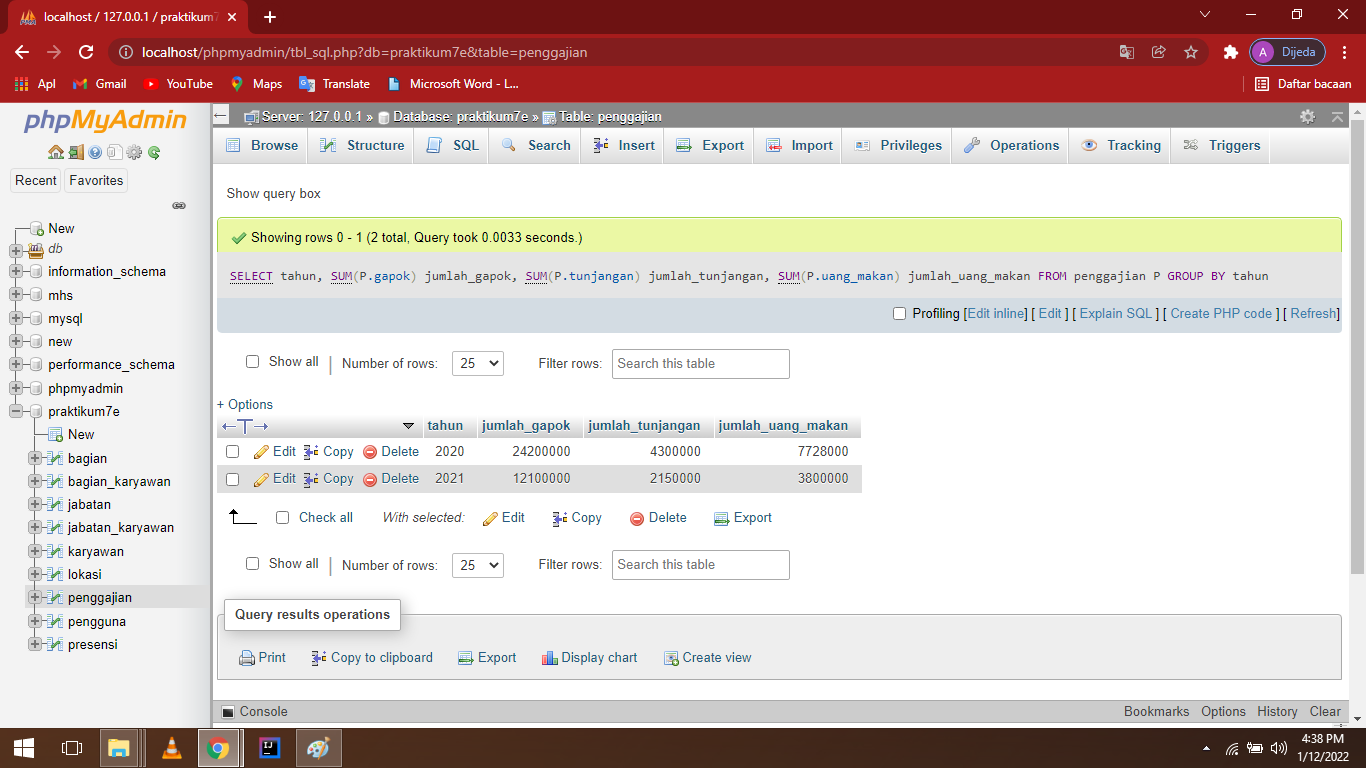 localhost / 127.0.0.1 / praktikum7
localhost/phpmyadmin/tbl_sql.php?db=praktikum7e&table=penggajian
A Dijeda
Apl Gmail YouTube Maps Translate Microsoft Word - L... Daftar bacaan
phpMyAdmin
Recent Favorites
New
db
information_schema
mhs
mysql
new
performance_schema
phpmyadmin
praktikum7e
New
bagian
bagian_karyawan
jabatan
jabatan_karyawan
karyawan
lokasi
penggajian
pengguna
presensi
Server: 127.0.0.1 » Database: praktikum7e » Table: penggajian
Browse Structure SQL Search Insert Export Import Privileges Operations Tracking Triggers
Show query box
Showing rows 0 - 1 (2 total, Query took 0.0033 seconds.)
SELECT tahun, SUM(P.gapok) jumlah_gapok, SUM(P.tunjangan) jumlah_tunjangan, SUM(P.uang_makan) jumlah_uang_makan FROM penggajian P GROUP BY tahun
Profiling [Edit inline] [ Edit ] [ Explain SQL ] [ Create PHP code ] [ Refresh]
Show all | Number of rows: 25 Filter rows: Search this table
+ Options
←T→ tahun jumlah_gapok jumlah_tunjangan jumlah_uang_makan
Edit Copy Delete 2020 24200000 4300000 7728000
Edit Copy Delete 2021 12100000 2150000 3800000
Check all With selected: Edit Copy Delete Export
Show all | Number of rows: 25 Filter rows: Search this table
Query results operations
Print Copy to clipboard Export Display chart Create view
Console Bookmarks Options History Clear
4:38 PM
1/12/2022